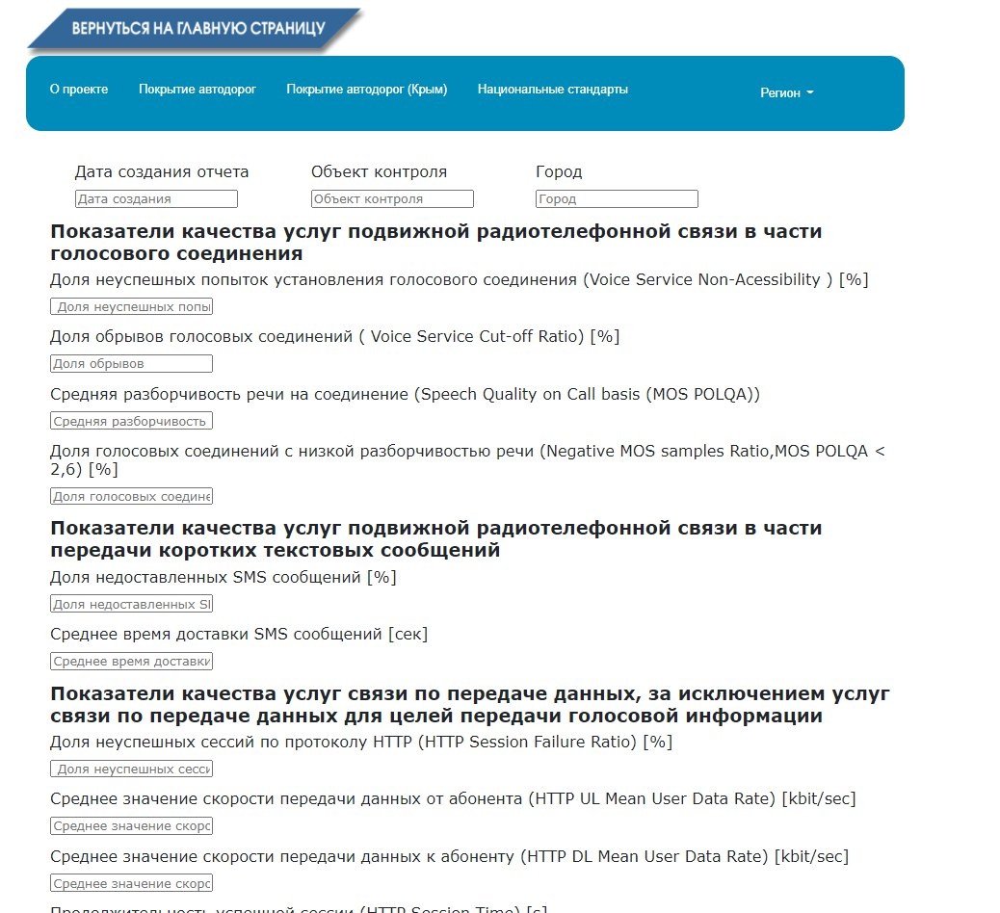 ВЕРНУТЬСЯ НА ГЛАВНУЮ СТРАНИЦУ
О проекте Покрытие автодорог Покрытие автодорог (Крым) Национальные стандарты Регион
Дата создания отчета Объект контроля Город
Дата создания Объект контроля Город
Показатели качества услуг подвижной радиотелефонной связи в части
голосового соединения
Доля неуспешных попыток установления голосового соединения (Voice Service Non-Acessibility ) [%]
Доля неуспешных попы
Доля обрывов голосовых соединений ( Voice Service Cut-off Ratio) [%]
Доля обрывов
Средняя разборчивость речи на соединение (Speech Quality on Call basis (MOS POLQA))
Средняя разборчивость
Доля голосовых соединений с низкой разборчивостью речи (Negative MOS samples Ratio,MOS POLQA <
2,6) [%]
Доля голосовых соедине
Показатели качества услуг подвижной радиотелефонной связи в части
передачи коротких текстовых сообщений
Доля недоставленных SMS сообщений [%]
Доля недоставленных SI
Среднее время доставки SMS сообщений [сек]
Среднее время доставки
Показатели качества услуг связи по передаче данных, за исключением услуг
связи по передаче данных для целей передачи голосовой информации
Доля неуспешных сессий по протоколу HTTP (HTTP Session Failure Ratio) [%]
Доля неуспешных сесси
Среднее значение скорости передачи данных от абонента (HTTP UL Mean User Data Rate) [kbit/sec]
Среднее значение скорс
Среднее значение скорости передачи данных к абоненту (HTTP DL Mean User Data Rate) [kbit/sec]
Среднее значение скорс
Продолжительность успешной сессии (HTTP Session Time) [s]